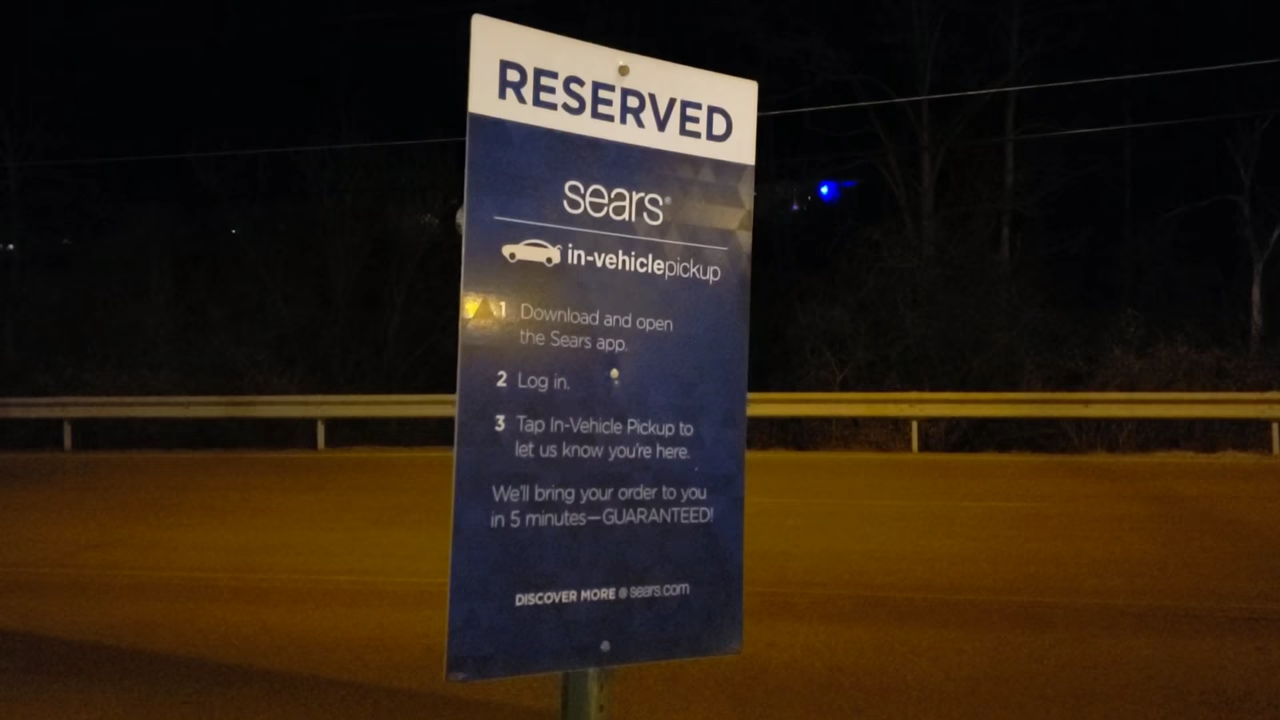 RESERVED
sears®
in-vehiclepickup
1 Download and open
the Sears app.
2 Log in.
3 Tap In-Vehicle Pickup to
let us know you're here.
We'll bring your order to you
in 5 minutes—GUARANTEED!
DISCOVER MORE @ sears.com